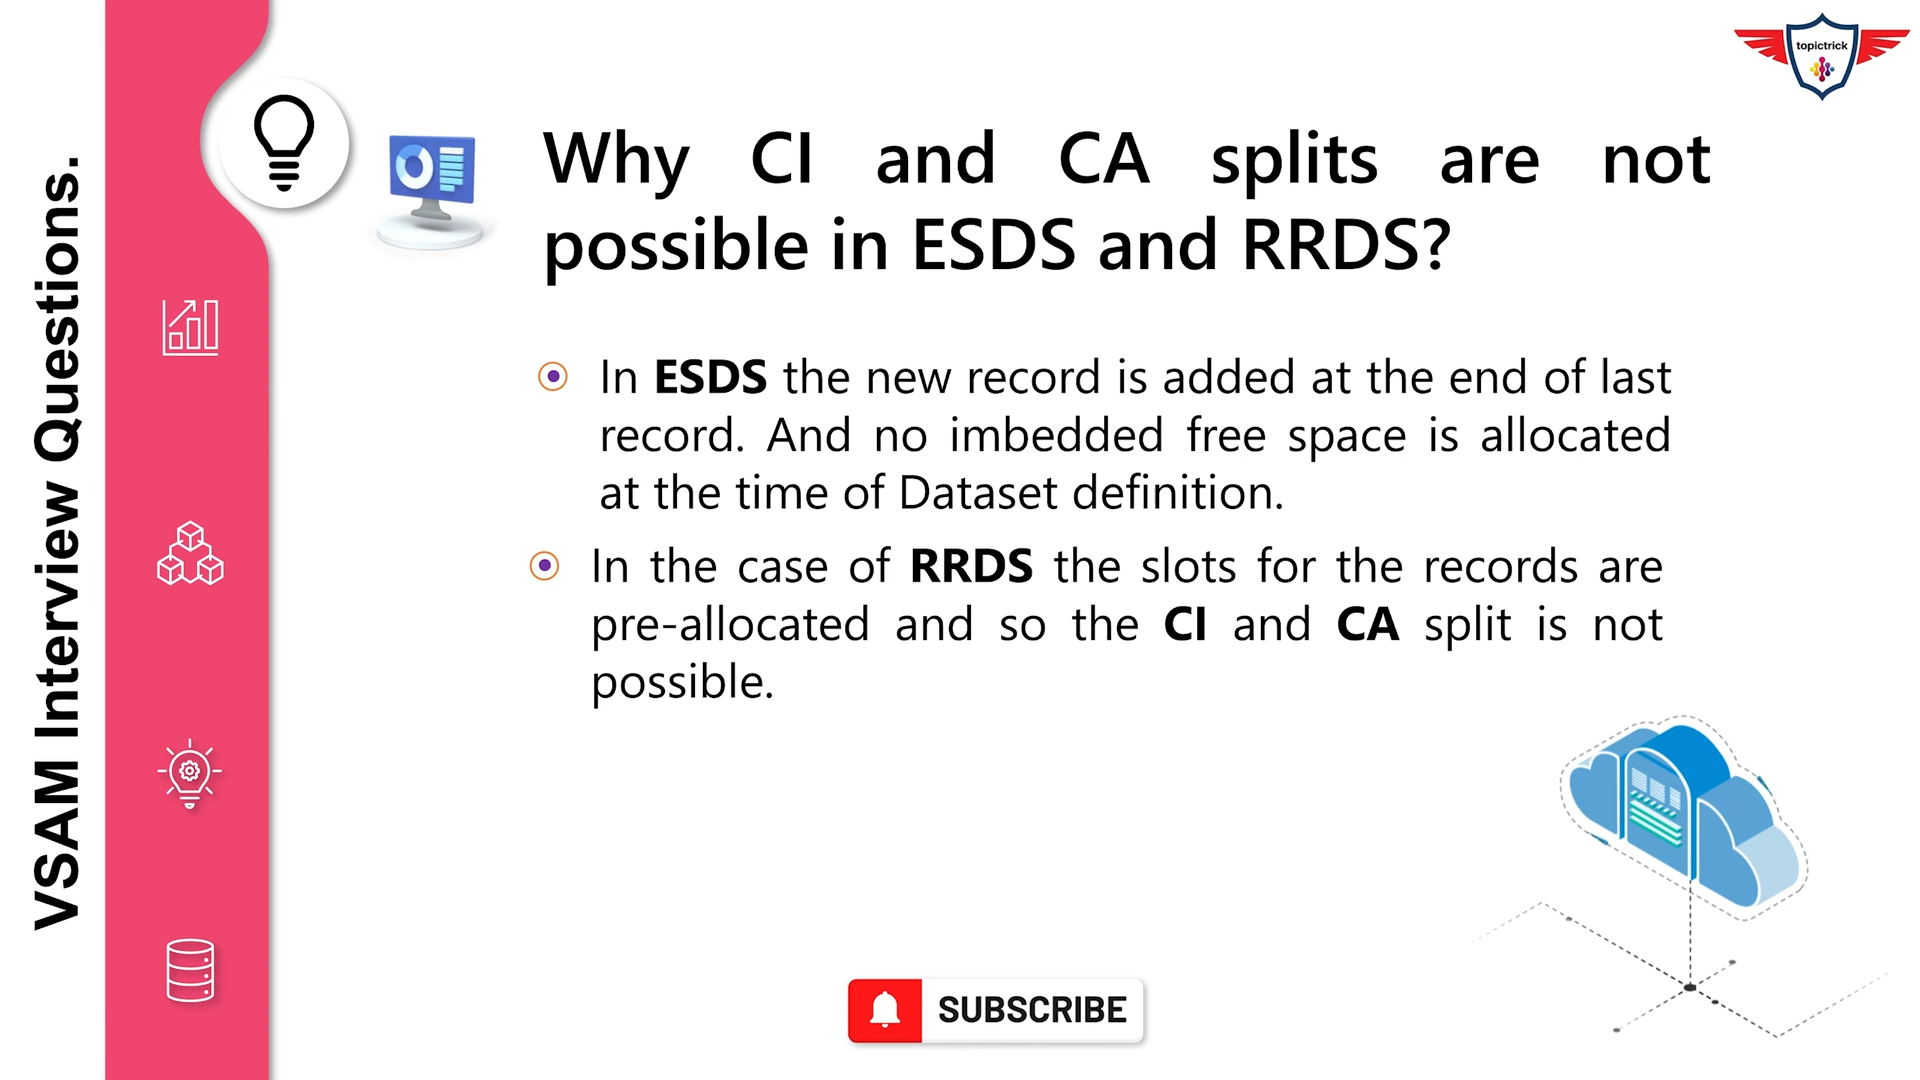 VSAM Interview Questions.
topictrick
Why CI and CA splits are not
possible in ESDS and RRDS?
In ESDS the new record is added at the end of last
record. And no imbedded free space is allocated
at the time of Dataset definition.
In the case of RRDS the slots for the records are
pre-allocated and so the CI and CA split is not
possible.
SUBSCRIBE